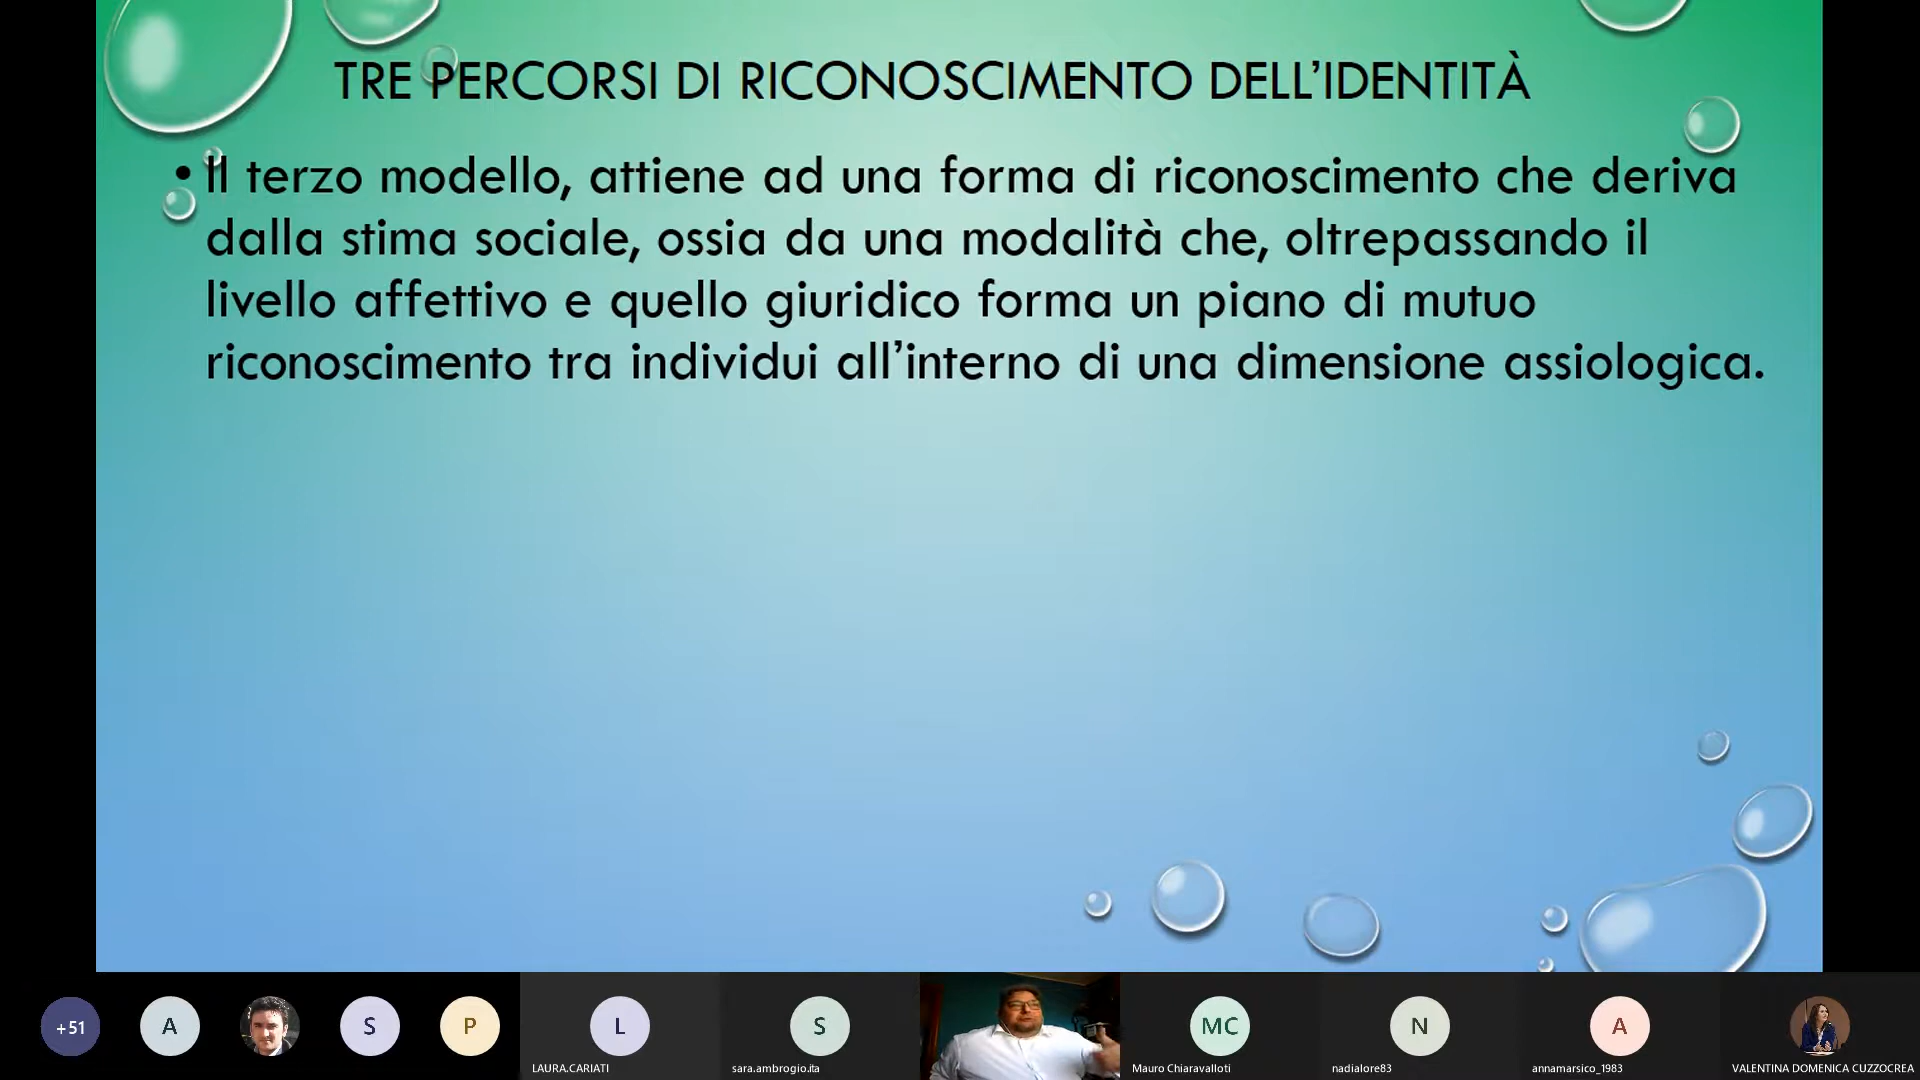 TRE PERCORSI DI RICONOSCIMENTO DELL’IDENTITÀ
• Il terzo modello, attiene ad una forma di riconoscimento che deriva
dalla stima sociale, ossia da una modalità che, oltrepassando il
livello affettivo e quello giuridico forma un piano di mutuo
riconoscimento tra individui all’interno di una dimensione assiologica.
+51
A
S
P
L
S
MC
N
A
LAURA.CARIATI
sara.ambrogio.ita
Mauro Chiaravalloti
nadialore83
annamarsico_1983
VALENTINA DOMENICA CUZZOCREA